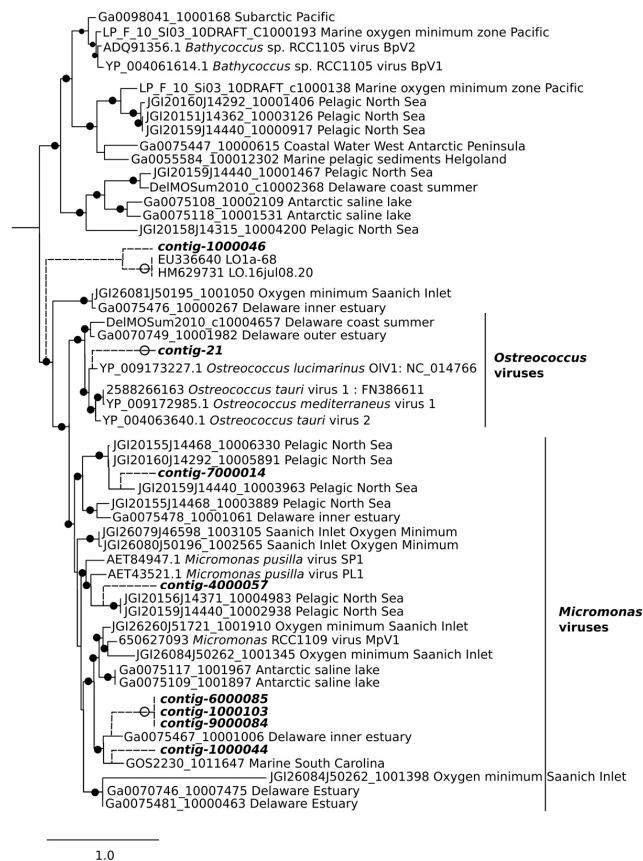 Ga0098041_1000168 Subarctic Pacific
LP_F_10_SI03_10DRAFT_C1000193 Marine oxygen minimum zone Pacific
ADQ91356.1 Bathycoccus sp. RCC1105 virus BpV2
YP_004061614.1 Bathycoccus sp. RCC1105 virus BpV1
LP_F_10_Si03_10DRAFT_c1000138 Marine oxygen minimum zone Pacific
JGI20160J14292_10001406 Pelagic North Sea
JGI20151J14362_10003126 Pelagic North Sea
JGI20159J14440_10000917 Pelagic North Sea
Ga0075447_10000615 Coastal Water West Antarctic Peninsula
Ga0055584_100012302 Marine pelagic sediments Helgoland
JGI20159J14440_10001467 Pelagic North Sea
DelMOSum2010_c10002368 Delaware coast summer
Ga0075108_10002109 Antarctic saline lake
Ga0075118_10001531 Antarctic saline lake
JGI20158J14315_10004200 Pelagic North Sea
contig-1000046
EU336640 LO1a-68
HM629731 LO.16jul08.20
JGI26081J50195_1001050 Oxygen minimum Saanich Inlet
Ga0075476_10000267 Delaware inner estuary
DelMOSum2010_c10004657 Delaware coast summer
Ga0070749_10001982 Delaware outer estuary
contig-21
YP_009173227.1 Ostreococcus lucimarinus OlV1: NC_014766
2588266163 Ostreococcus tauri virus 1 : FN386611
YP_009172985.1 Ostreococcus mediterraneus virus 1
YP_004063640.1 Ostreococcus tauri virus 2
Ostreococcus
viruses
JGI20155J14468_10006330 Pelagic North Sea
JGI20160J14292_10005891 Pelagic North Sea
contig-7000014
JGI20159J14440_10003963 Pelagic North Sea
JGI20155J14468_10003889 Pelagic North Sea
Ga0075478_10001061 Delaware inner estuary
JGI26079J46598_1003105 Saanich Inlet Oxygen Minimum
JGI26080J50196_1002565 Saanich Inlet Oxygen Minimum
AET84947.1 Micromonas pusilla virus SP1
AET43521.1 Micromonas pusilla virus PL1
contig-4000057
JGI20156J14371_10004983 Pelagic North Sea
JGI20159J14440_10002938 Pelagic North Sea
JGI26260J51721_1001910 Oxygen minimum Saanich Inlet
650627093 Micromonas RCC1109 virus MpV1
JGI26084J50262_1001345 Oxygen minimum Saanich Inlet
Ga0075117_1001967 Antarctic saline lake
Ga0075109_1001897 Antarctic saline lake
contig-6000085
contig-1000103
contig-9000084
Ga0075467_10001006 Delaware inner estuary
contig-1000044
GOS2230_1011647 Marine South Carolina
JGI26084J50262_1001398 Oxygen minimum Saanich Inlet
Ga0070746_10007475 Delaware Estuary
Ga0075481_10000463 Delaware Estuary
Micromonas
viruses
1.0